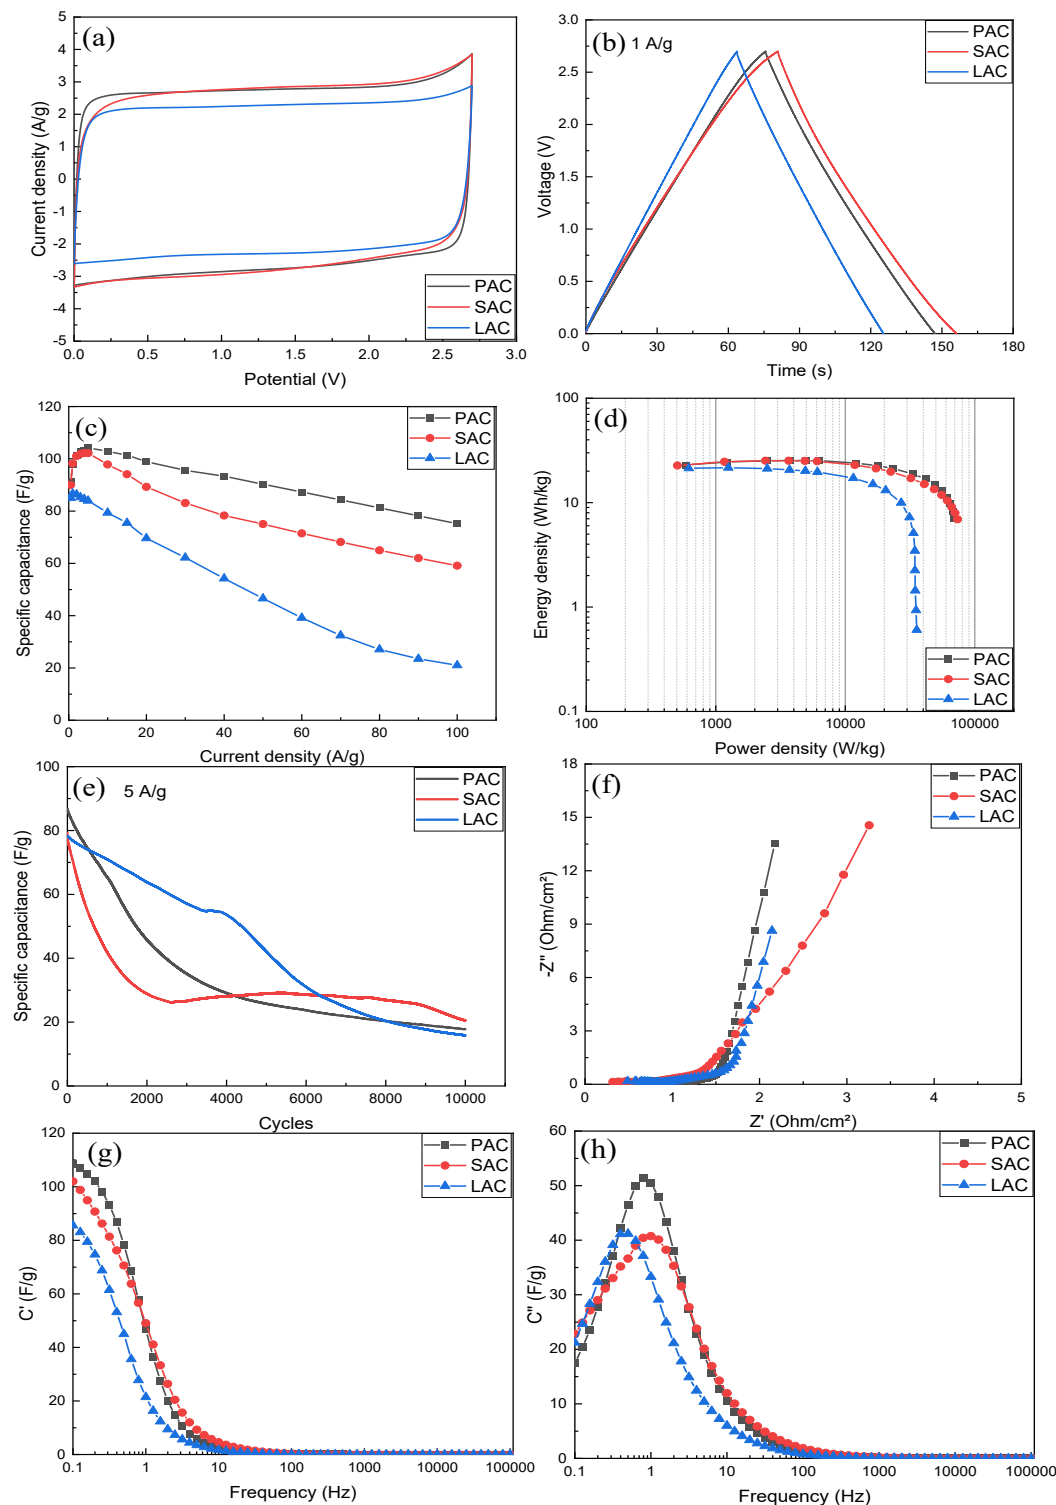 (a)
PAC
SAC
LAC
5
4
3
2
1
0
-1
-2
-3
-4
-5
0.0 0.5 1.0 1.5 2.0 2.5 3.0
Current density (A/g)
Potential (V)
(b) 1 A/g
PAC
SAC
LAC
3.0
2.5
2.0
1.5
1.0
0.5
0.0
0 30 60 90 120 150 180
Voltage (V)
Time (s)
(c)
PAC
SAC
LAC
120
100
80
60
40
20
0
0 20 40 60 80 100
Specific capacitance (F/g)
Current density (A/g)
(d)
PAC
SAC
LAC
100
10
1
0.1
100 1000 10000 100000
Energy density (Wh/kg)
Power density (W/kg)
(e) 5 A/g
PAC
SAC
LAC
100
80
60
40
20
0
0 2000 4000 6000 8000 10000
Specific capacitance (F/g)
Cycles
(f)
PAC
SAC
LAC
-18
15
12
9
6
3
0
0 1 2 3 4 5
-Z" (Ohm/cm²)
Z' (Ohm/cm²)
(g)
PAC
SAC
LAC
120
100
80
60
40
20
0
0.1 1 10 100 1000 10000 100000
C' (F/g)
Frequency (Hz)
(h)
PAC
SAC
LAC
60
50
40
30
20
10
0
0.1 1 10 100 1000 10000 100000
C" (F/g)
Frequency (Hz)